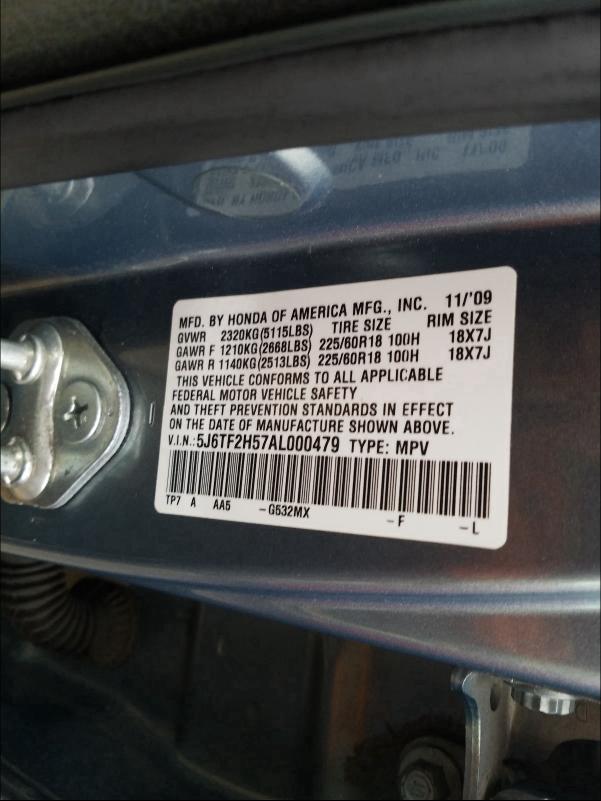 MFD. BY HONDA OF AMERICA MFG., INC. 11/'09
GVWR 2320KG(5115LBS) TIRE SIZE RIM SIZE
GAWR F 1210KG(2668LBS) 225/60R18 100H 18X7J
GAWR R 1140KG(2513LBS) 225/60R18 100H 18X7J
THIS VEHICLE CONFORMS TO ALL APPLICABLE
FEDERAL MOTOR VEHICLE SAFETY
AND THEFT PREVENTION STANDARDS IN EFFECT
ON THE DATE OF MANUFACTURE SHOWN ABOVE.
V.I.N.:5J6TF2H57AL000479 TYPE: MPV
TP7 A AA5 -G532MX -F -L